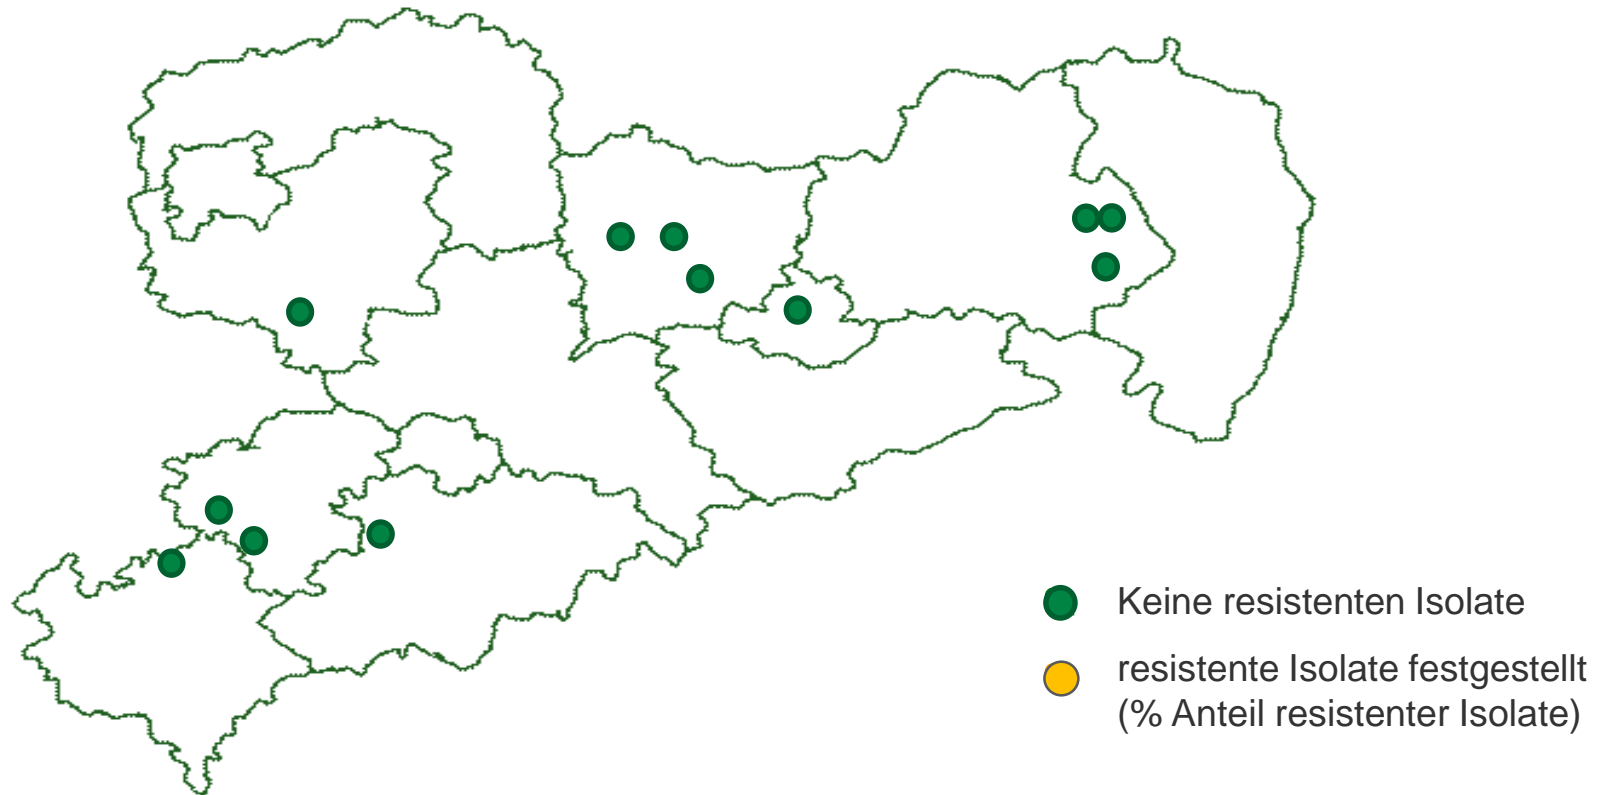 Keine resistenten Isolate
resistente Isolate festgestellt
(% Anteil resistenter Isolate)